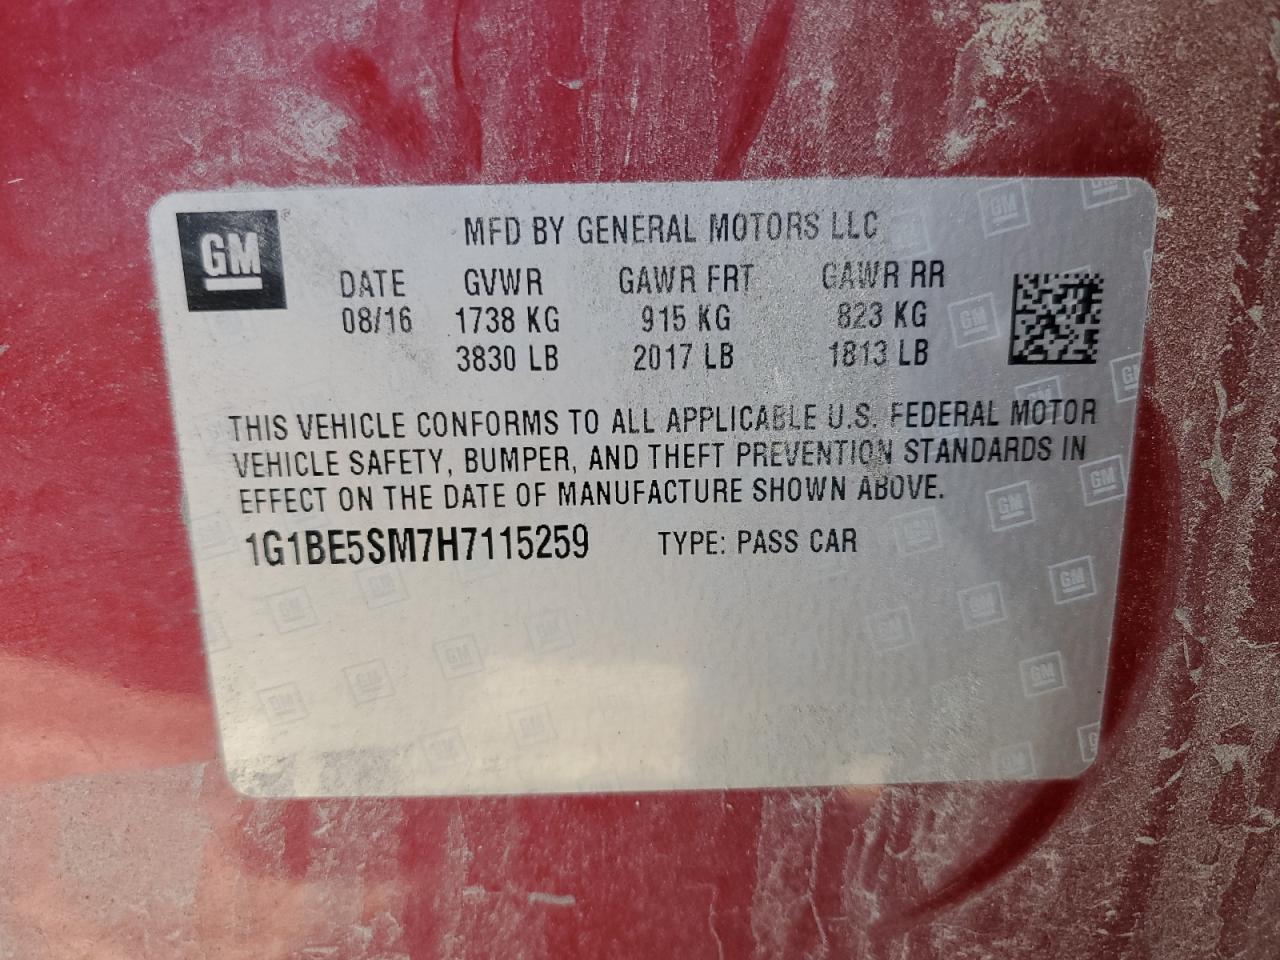 GM®
MFD BY GENERAL MOTORS LLC
DATE GVWR GAWR FRT GAWR RR
08/16 1738 KG 915 KG 823 KG
3830 LB 2017 LB 1813 LB
THIS VEHICLE CONFORMS TO ALL APPLICABLE U.S. FEDERAL MOTOR
VEHICLE SAFETY, BUMPER, AND THEFT PREVENTION STANDARDS IN
EFFECT ON THE DATE OF MANUFACTURE SHOWN ABOVE.
1G1BE5SM7H7115259 TYPE: PASS CAR